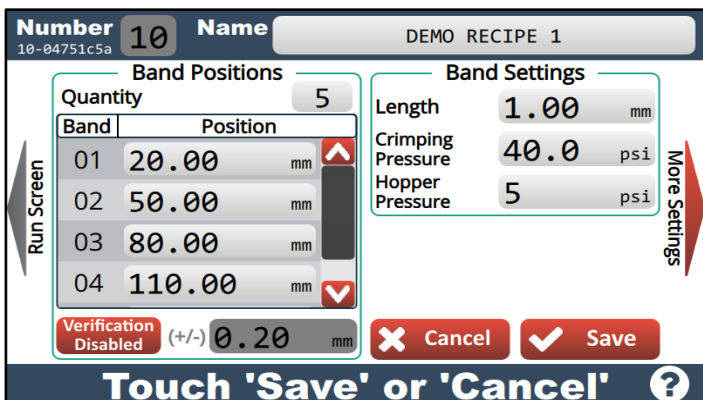 Number 10 Name DEMO RECIPE 1
10-04751c5a
Band Positions
Quantity 5
Band Position
01 20.00 mm
02 50.00 mm
03 80.00 mm
04 110.00 mm
Verification Disabled (+/-) 0.20 mm
Band Settings
Length 1.00 mm
Crimping Pressure 40.0 psi
Hopper Pressure 5 psi
Cancel Save
Run Screen
More Settings
Touch 'Save' or 'Cancel' ?